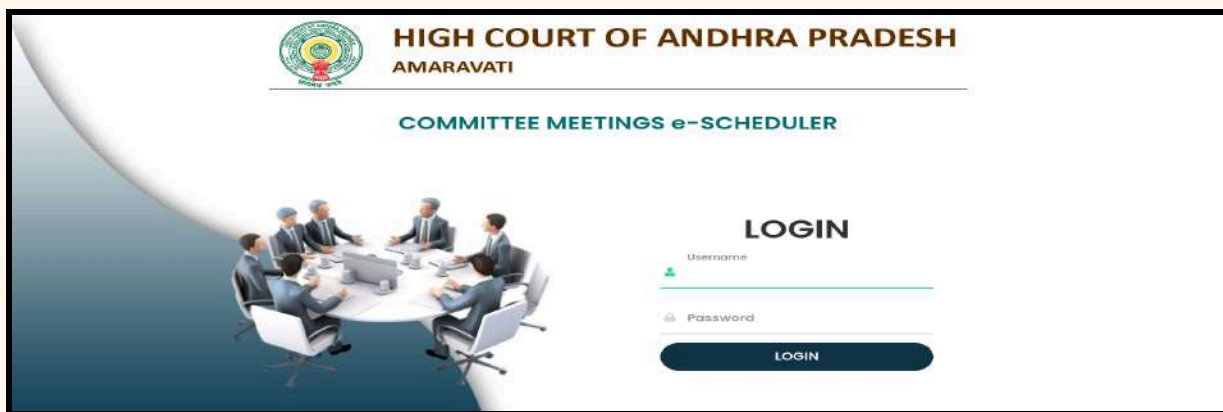 HIGH COURT OF ANDHRA PRADESH
AMARAVATI
COMMITTEE MEETINGS e-SCHEDULER
LOGIN
Username
Password
LOGIN